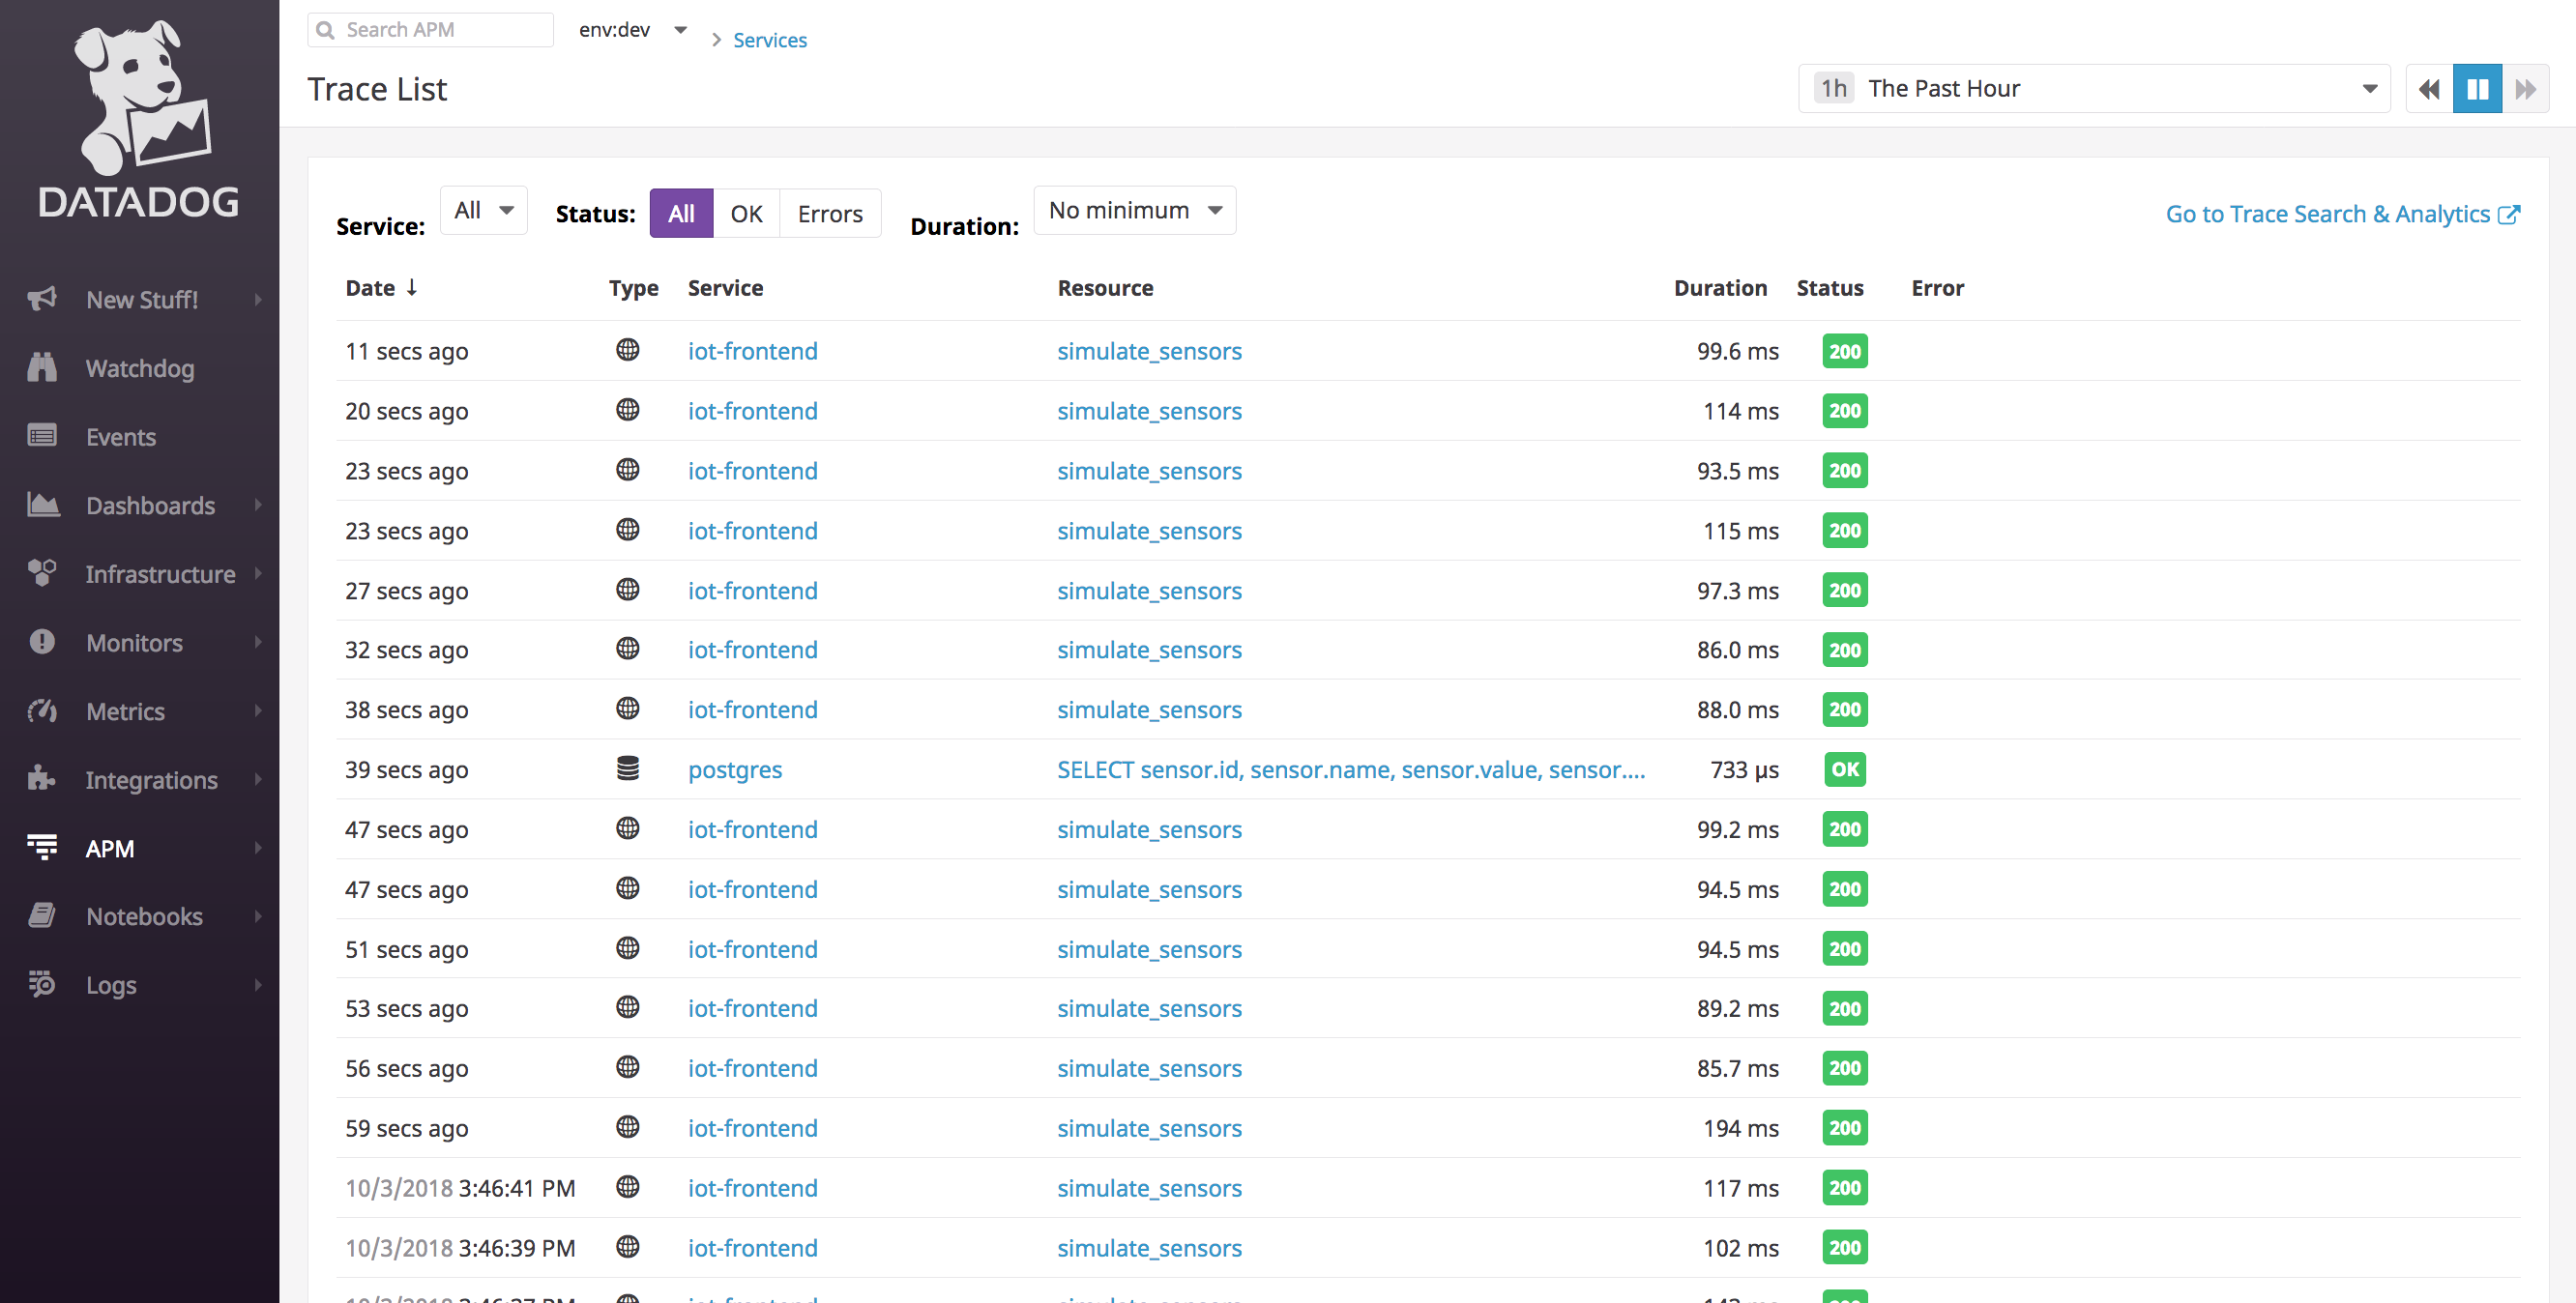 DATADOG
New Stuff!
Watchdog
Events
Dashboards
Infrastructure
Monitors
Metrics
Integrations
APM
Notebooks
Logs
Search APM env:dev Services
Trace List 1h The Past Hour
Service: All Status: All OK Errors Duration: No minimum Go to Trace Search & Analytics
Date ↓ Type Service Resource Duration Status Error
11 secs ago iot-frontend simulate_sensors 99.6 ms 200
20 secs ago iot-frontend simulate_sensors 114 ms 200
23 secs ago iot-frontend simulate_sensors 93.5 ms 200
23 secs ago iot-frontend simulate_sensors 115 ms 200
27 secs ago iot-frontend simulate_sensors 97.3 ms 200
32 secs ago iot-frontend simulate_sensors 86.0 ms 200
38 secs ago iot-frontend simulate_sensors 88.0 ms 200
39 secs ago postgres SELECT sensor.id, sensor.name, sensor.value, sensor.... 733 μs OK
47 secs ago iot-frontend simulate_sensors 99.2 ms 200
47 secs ago iot-frontend simulate_sensors 94.5 ms 200
51 secs ago iot-frontend simulate_sensors 94.5 ms 200
53 secs ago iot-frontend simulate_sensors 89.2 ms 200
56 secs ago iot-frontend simulate_sensors 85.7 ms 200
59 secs ago iot-frontend simulate_sensors 194 ms 200
10/3/2018 3:46:41 PM iot-frontend simulate_sensors 117 ms 200
10/3/2018 3:46:39 PM iot-frontend simulate_sensors 102 ms 200